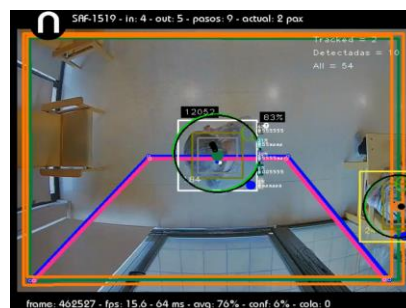 SAF-1519 - in: 4 - out: 5 - pasos: 9 - actual: 2 pax
Tracked = 2
Detectadas = 10
All = 54
12052
83%
64
frame: 462527 - fps: 15.6 - 64 ms - avg: 76% - conf: 6% - cola: 0